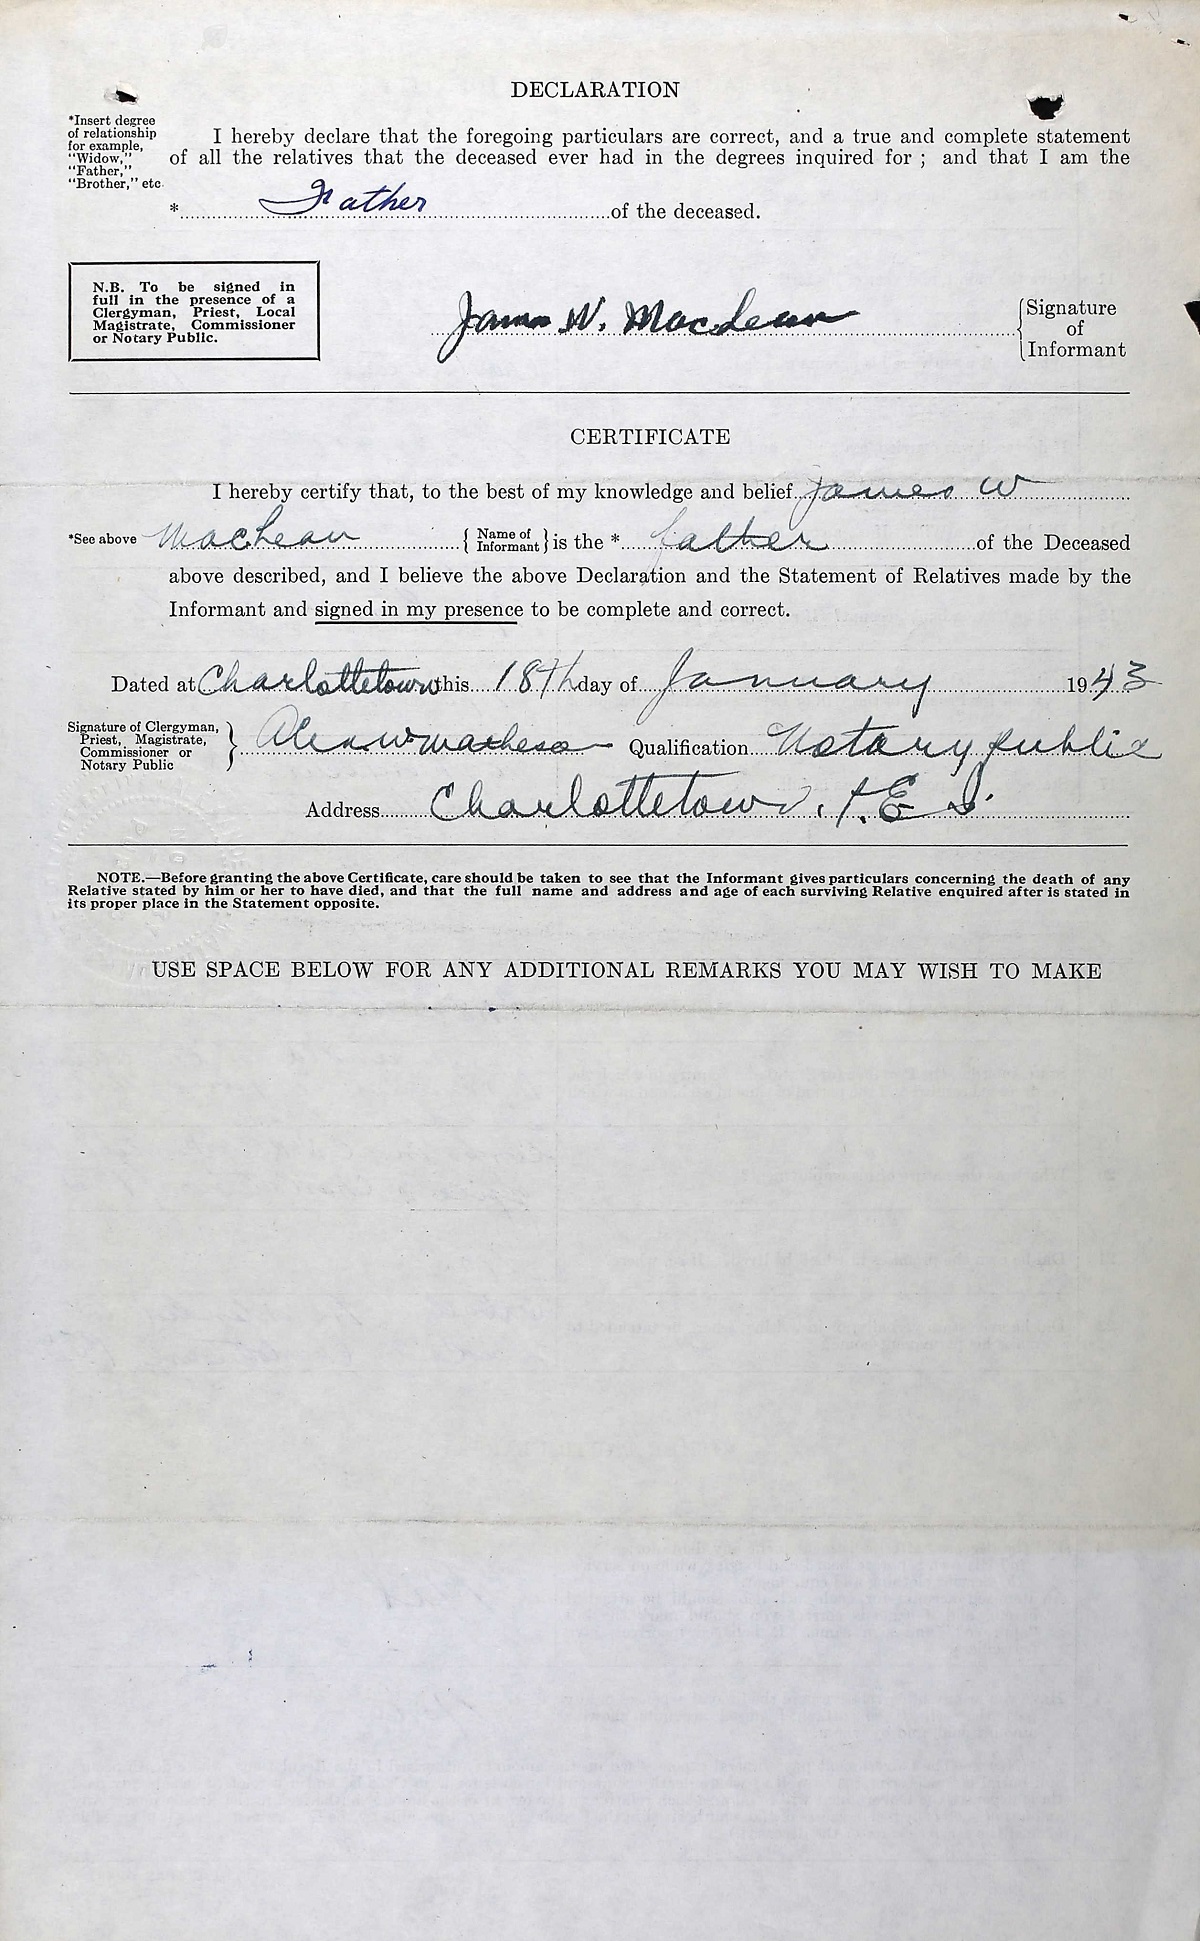 DECLARATION
*Insert degree
of relationship
for example,
"Widow,"
"Father,"
"Brother," etc.
I hereby declare that the foregoing particulars are correct, and a true and complete statement
of all the relatives that the deceased ever had in the degrees inquired for ; and that I am the
* Father of the deceased.
N.B. To be signed in
full in the presence of a
Clergyman, Priest, Local
Magistrate, Commissioner
or Notary Public.
James W. MacLean
Signature
of
Informant
CERTIFICATE
I hereby certify that, to the best of my knowledge and belief James W
*See above MacLean { Name of Informant } is the * father of the Deceased
above described, and I believe the above Declaration and the Statement of Relatives made by the
Informant and signed in my presence to be complete and correct.
Dated at Charlottetown this 18th day of January 1943
Signature of Clergyman,
Priest, Magistrate,
Commissioner or
Notary Public
Alex W Matheson Qualification Notary public
Address Charlottetown, P.E.I.
NOTE.—Before granting the above Certificate, care should be taken to see that the Informant gives particulars concerning the death of any
Relative stated by him or her to have died, and that the full name and address and age of each surviving Relative enquired after is stated in
its proper place in the Statement opposite.
USE SPACE BELOW FOR ANY ADDITIONAL REMARKS YOU MAY WISH TO MAKE